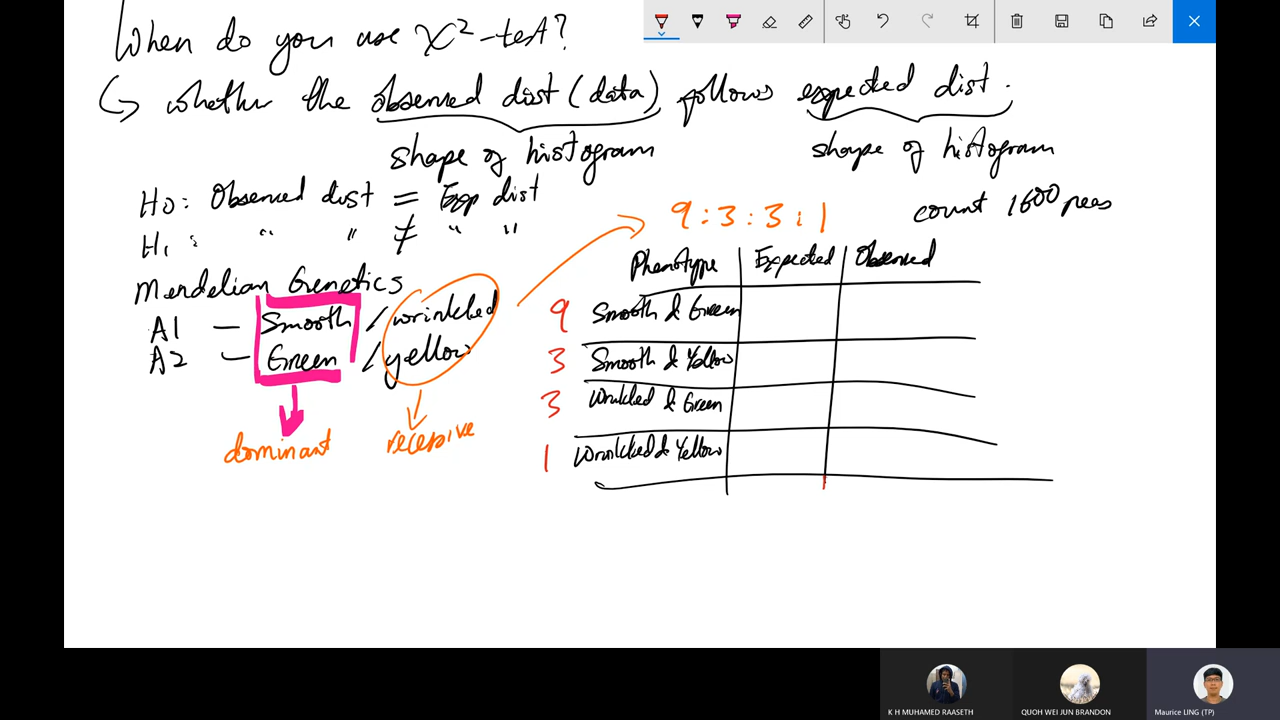 When do you use χ²-test?
↳ whether the observed dist (data) follows expected dist.
shape of histogram
shape of histogram
H0: Observed dist = Exp dist
H1: " " ≠ " "
9:3:3:1
count 1600 peas
Mendelian Genetics
A1 — Smooth / wrinkled
A2 — Green / yellow
dominant
recessive
Phenotype Expected Observed
9 Smooth & Green
3 Smooth & Yellow
3 Wrinkled & Green
1 Wrinkled & Yellow
K H MUHAMED RAASETH
QUOH WEI JUN BRANDON
Maurice LING (TP)